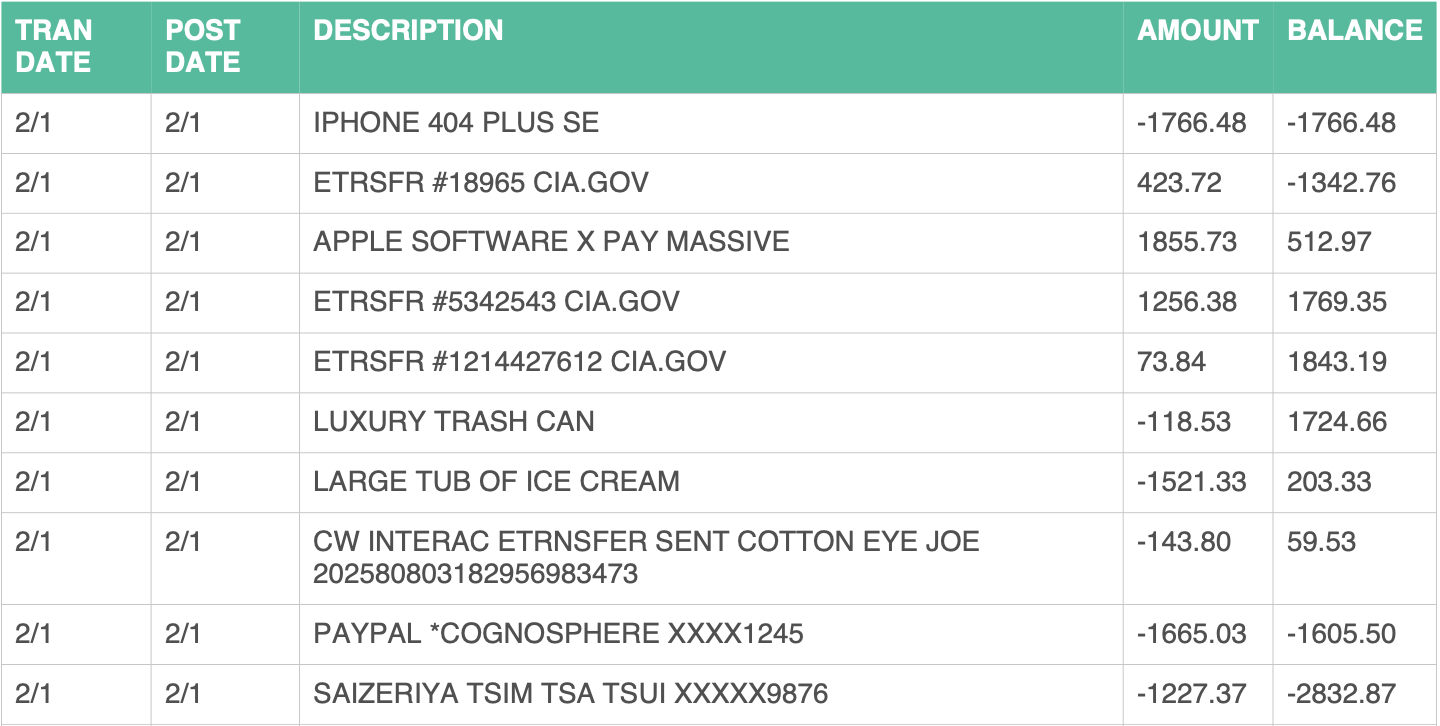 TRAN DATE POST DATE DESCRIPTION AMOUNT BALANCE
2/1 2/1 IPHONE 404 PLUS SE -1766.48 -1766.48
2/1 2/1 ETRSFR #18965 CIA.GOV 423.72 -1342.76
2/1 2/1 APPLE SOFTWARE X PAY MASSIVE 1855.73 512.97
2/1 2/1 ETRSFR #5342543 CIA.GOV 1256.38 1769.35
2/1 2/1 ETRSFR #1214427612 CIA.GOV 73.84 1843.19
2/1 2/1 LUXURY TRASH CAN -118.53 1724.66
2/1 2/1 LARGE TUB OF ICE CREAM -1521.33 203.33
2/1 2/1 CW INTERAC ETRNSFER SENT COTTON EYE JOE -143.80 59.53
202580803182956983473
2/1 2/1 PAYPAL *COGNOSPHERE XXXX1245 -1665.03 -1605.50
2/1 2/1 SAIZERIYA TSIM TSA TSUI XXXXX9876 -1227.37 -2832.87